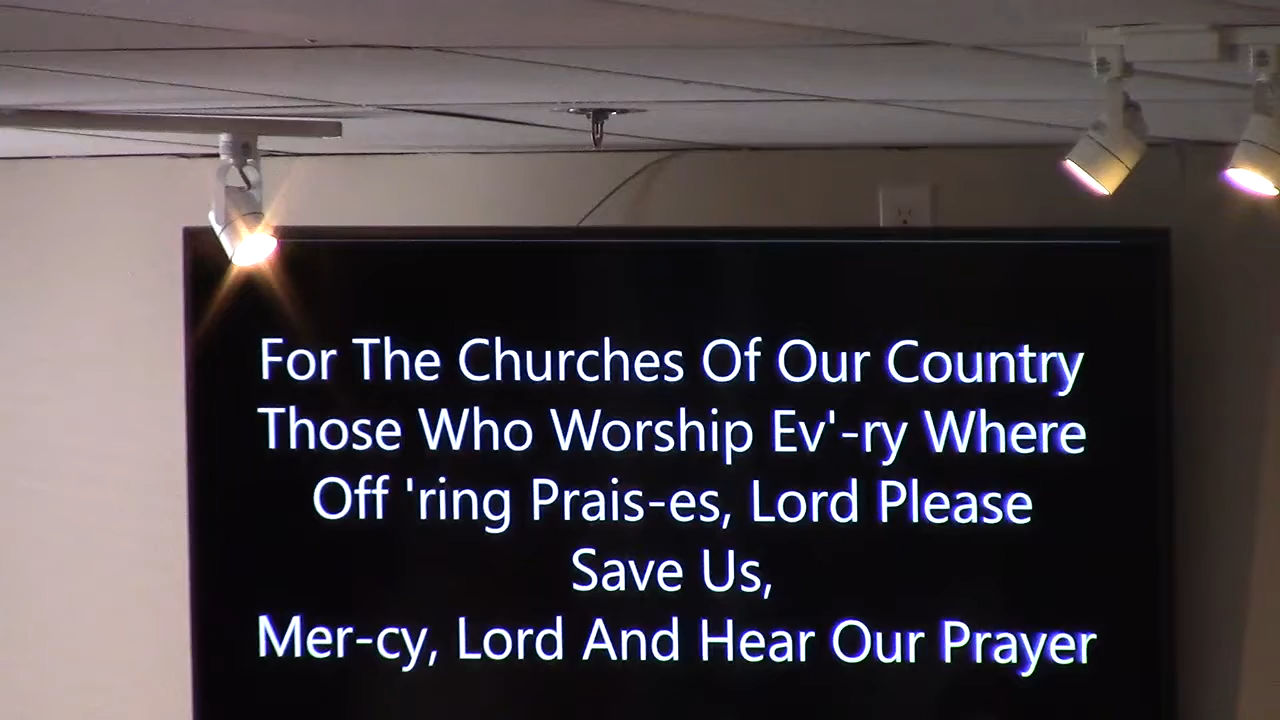 For The Churches Of Our Country
Those Who Worship Ev'-ry Where
Off 'ring Prais-es, Lord Please
Save Us,
Mer-cy, Lord And Hear Our Prayer